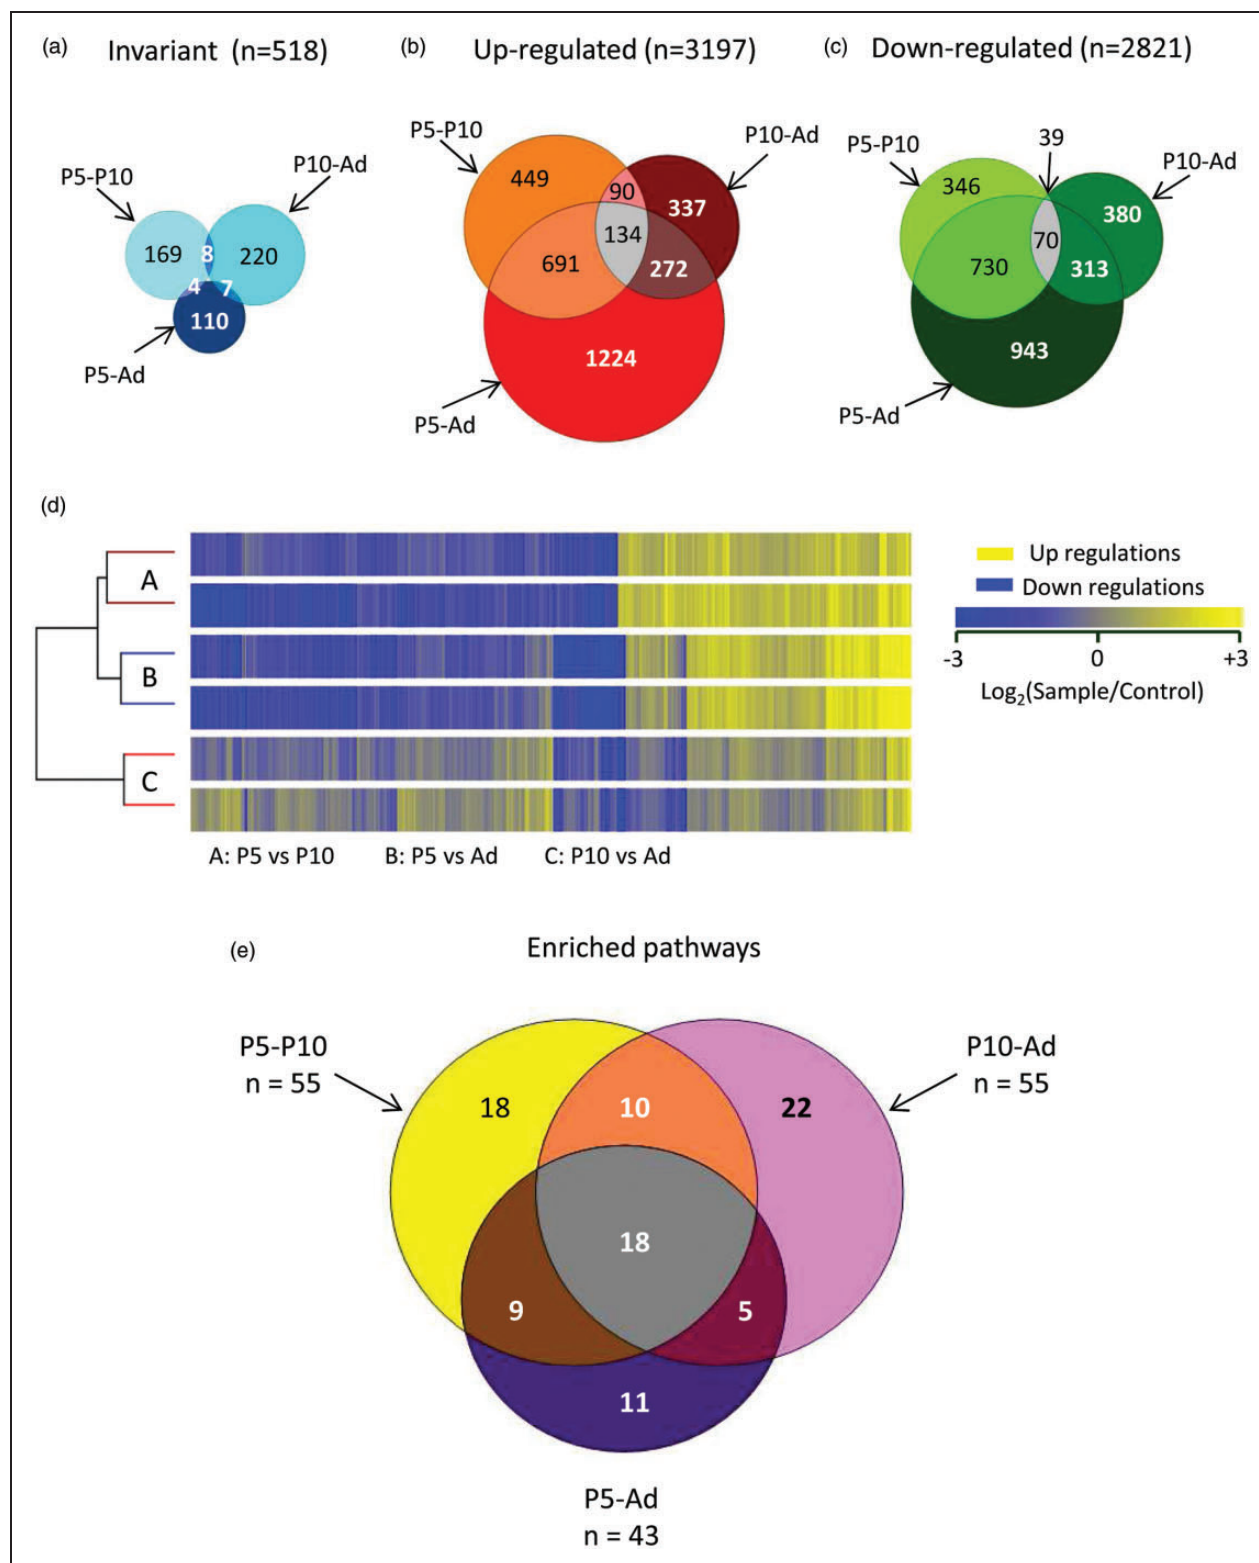 (a) Invariant (n=518)
(b) Up-regulated (n=3197)
(c) Down-regulated (n=2821)
P5-P10
P10-Ad
169
8
220
4
7
110
P5-Ad
P5-P10
P10-Ad
449
90
337
134
691
272
1224
P5-Ad
39
P5-P10
P10-Ad
346
380
70
730
313
943
P5-Ad
(d)
A
B
C
Up regulations
Down regulations
-3 0 +3
Log₂(Sample/Control)
A: P5 vs P10 B: P5 vs Ad C: P10 vs Ad
(e) Enriched pathways
P5-P10
n = 55
P10-Ad
n = 55
18
10
22
18
9
5
11
P5-Ad
n = 43